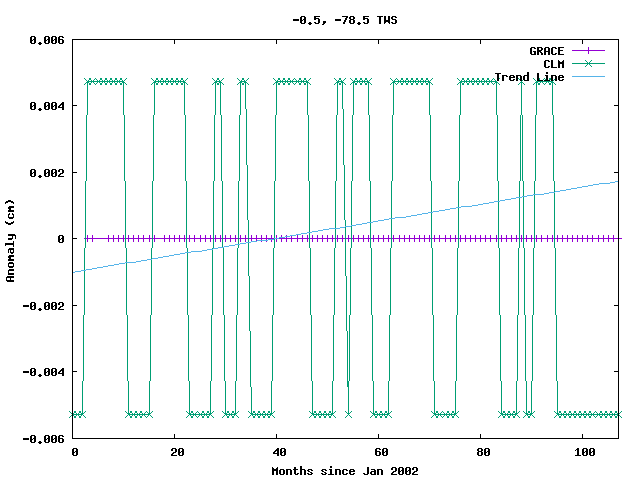 -0.5, -78.5 TWS
0.006
0.004
0.002
0
-0.002
-0.004
-0.006
Anomaly (cm)
GRACE
CLM
Trend Line
0 20 40 60 80 100
Months since Jan 2002